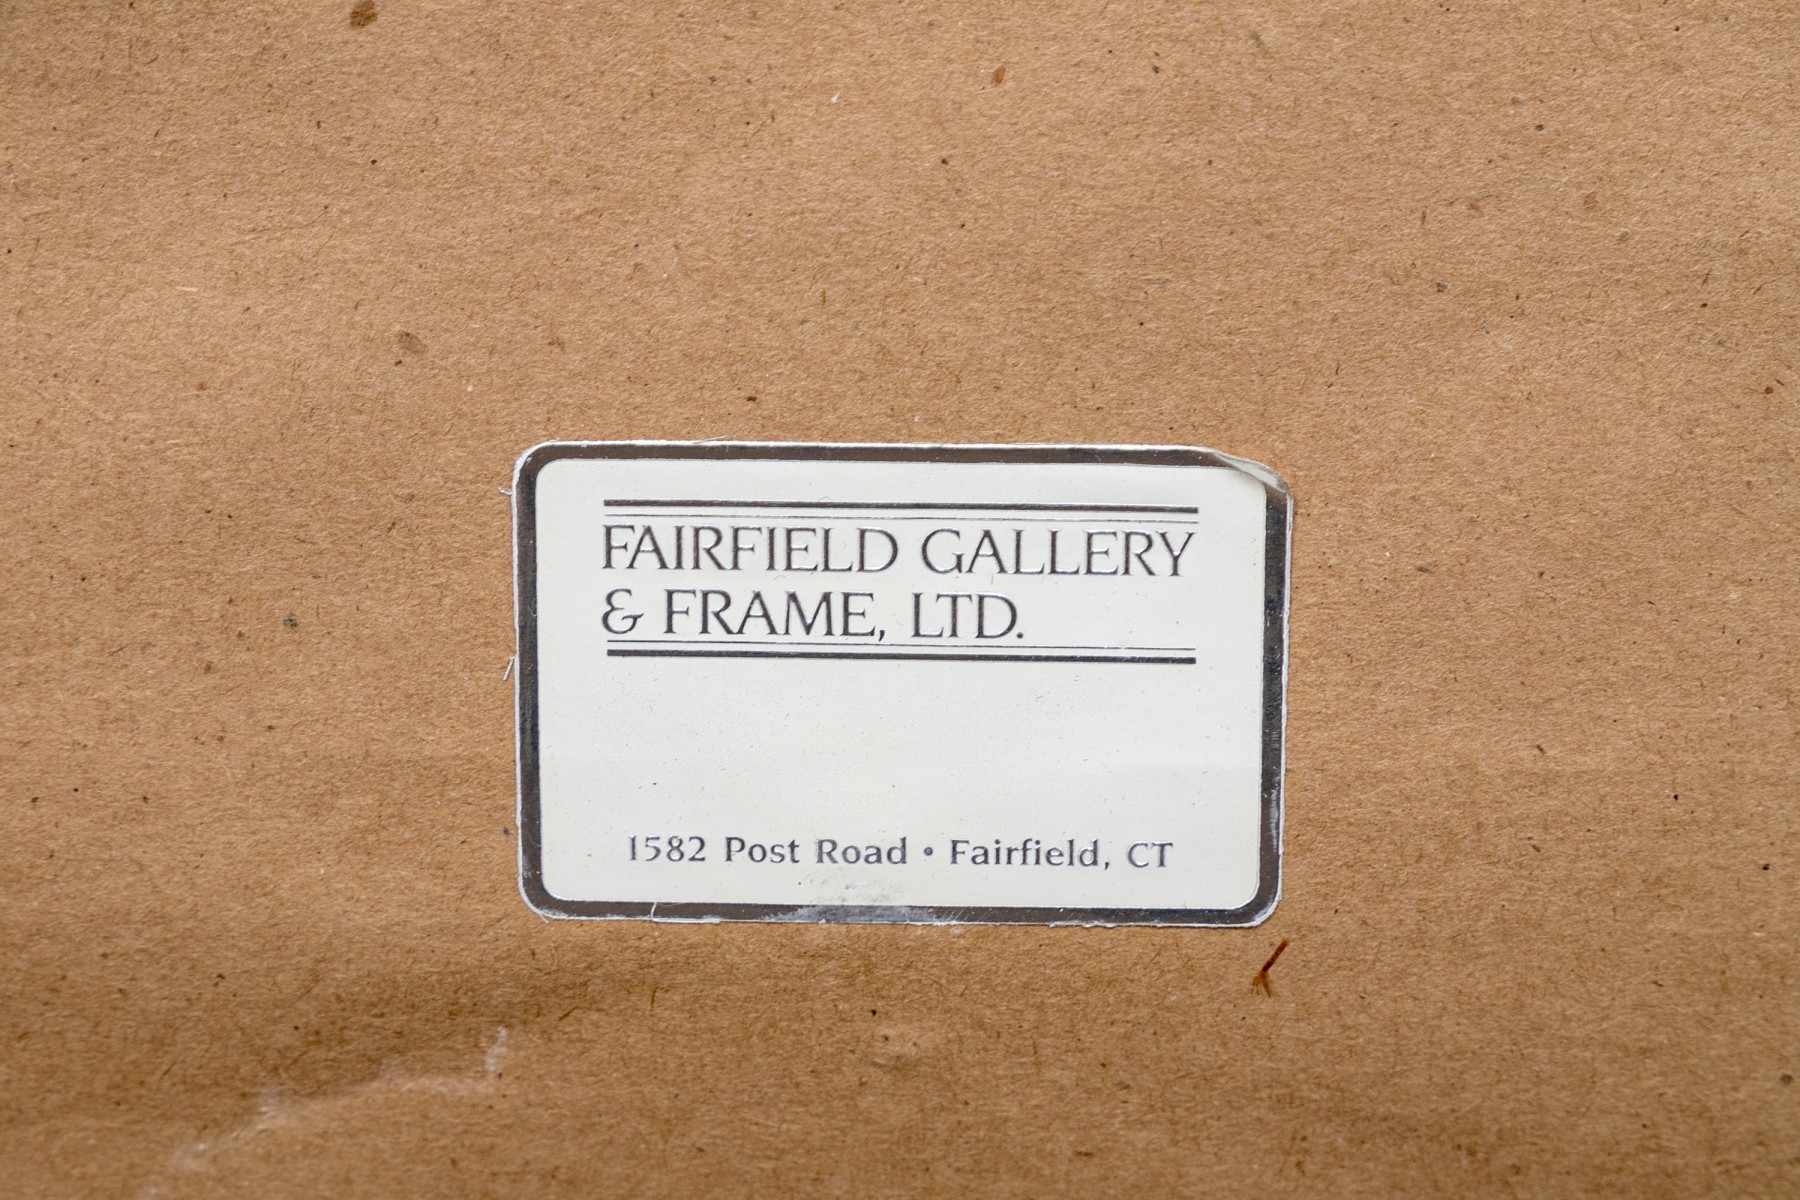 FAIRFIELD GALLERY
& FRAME, LTD.
1582 Post Road • Fairfield, CT